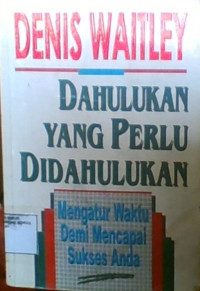 DENIS WAITLEY
DAHULUKAN
YANG PERLU
DIDAHULUKAN
Mengatur Waktu
Demi Mencapai
Sukses Anda